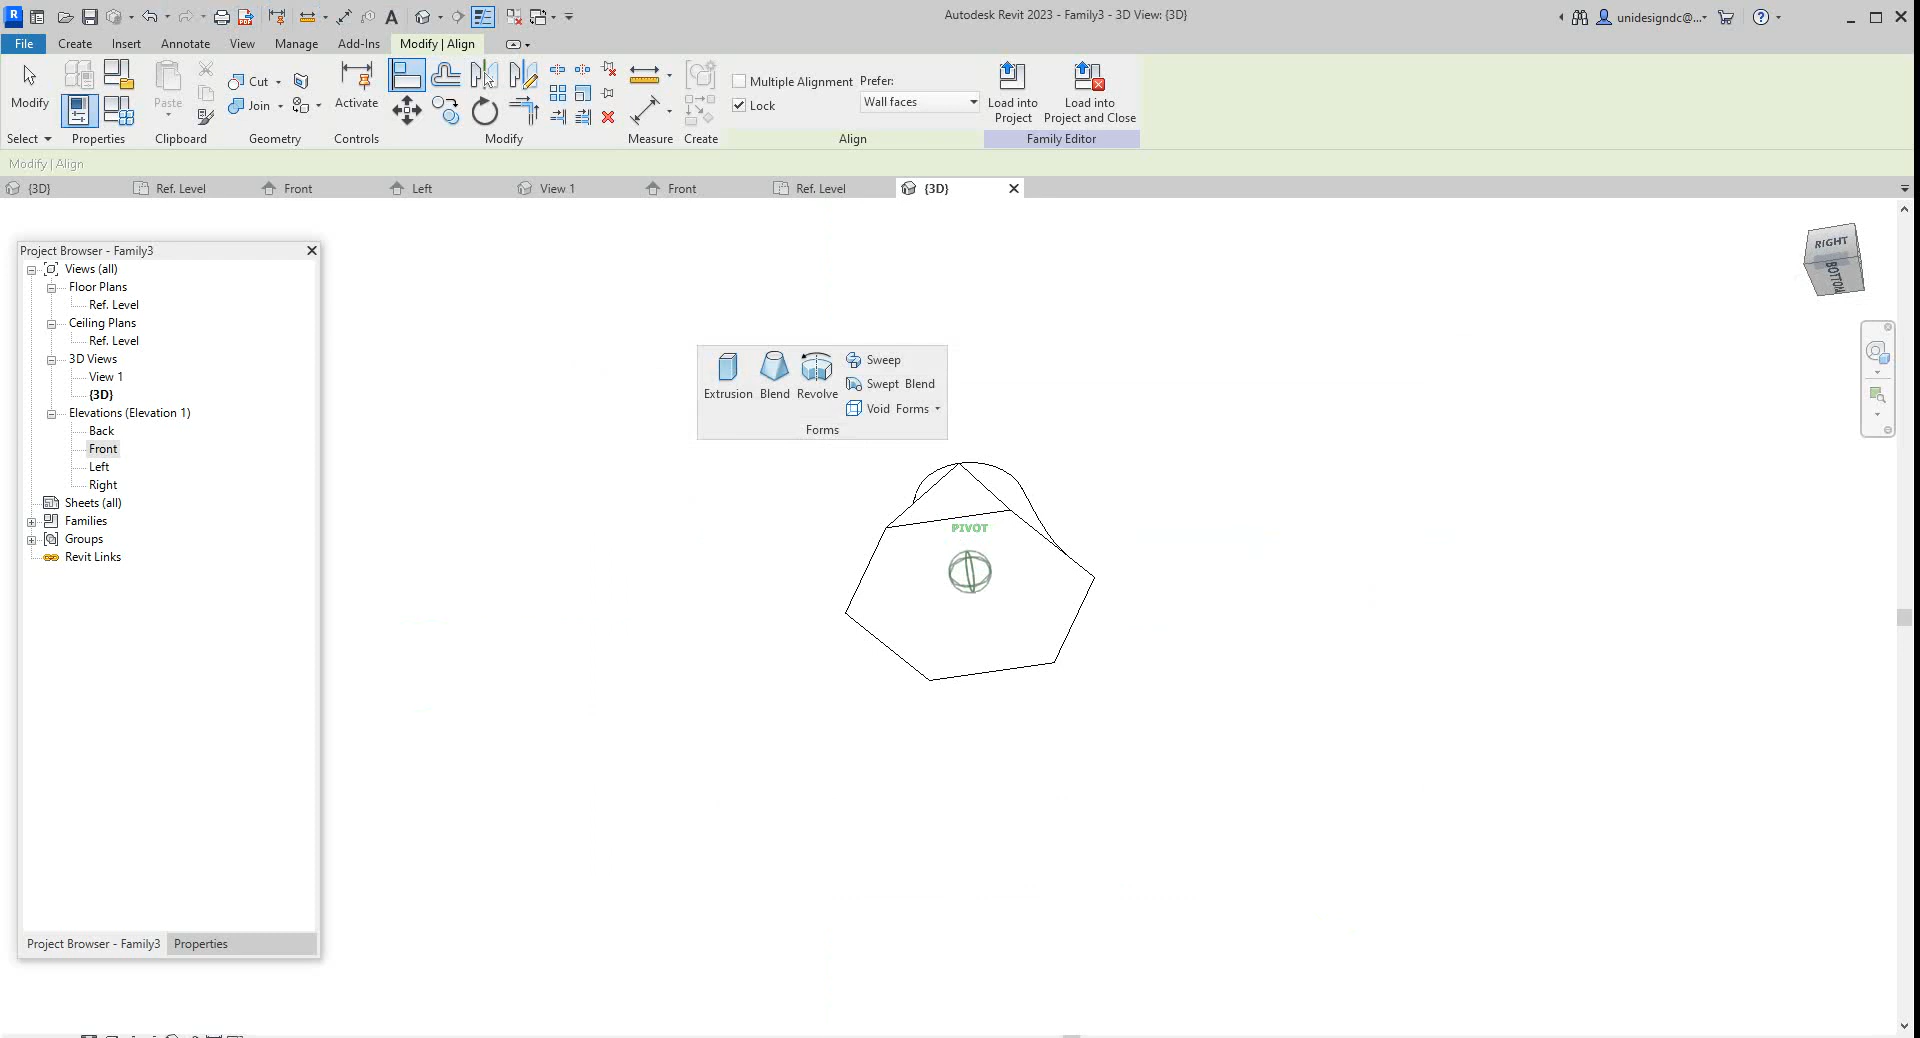 Autodesk Revit 2023 - Family3 - 3D View: {3D}
unidesigndc@...
File
Create
Insert
Annotate
View
Manage
Add-Ins
Modify | Align
Modify
Paste
Cut
Join
Activate
Multiple Alignment
Lock
Prefer:
Wall faces
Load into
Project
Load into
Project and Close
Select
Properties
Clipboard
Geometry
Controls
Modify
Measure
Create
Align
Family Editor
Modify | Align
{3D}
Ref. Level
Front
Left
View 1
Front
Ref. Level
{3D}
Project Browser - Family3
Views (all)
Floor Plans
Ref. Level
Ceiling Plans
Ref. Level
3D Views
View 1
{3D}
Elevations (Elevation 1)
Back
Front
Left
Right
Sheets (all)
Families
Groups
Revit Links
Project Browser - Family3
Properties
Extrusion
Blend
Revolve
Sweep
Swept Blend
Void Forms
Forms
PIVOT
RIGHT
BOTTOM